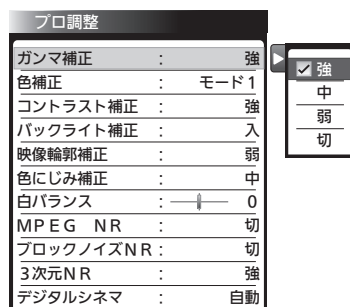 プロ調整
ガンマ補正 : 強
色補正 : モード1
コントラスト補正 : 強
バックライト補正 : 入
映像輪郭補正 : 弱
色にじみ補正 : 中
白バランス : 0
MPEG NR : 切
ブロックノイズNR : 切
3次元NR : 強
デジタルシネマ : 自動
強
中
弱
切